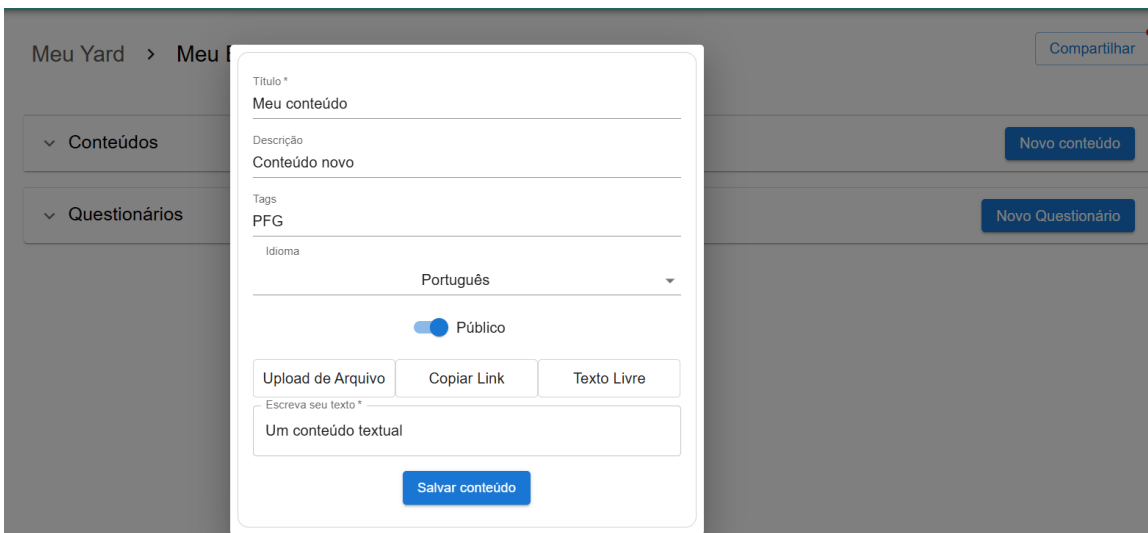 Meu Yard > Meu
Compartilhar
Título *
Meu conteúdo
Conteúdos
Novo conteúdo
Descrição
Conteúdo novo
Tags
PFG
Questionários
Novo Questionário
Idioma
Português
Público
Upload de Arquivo Copiar Link Texto Livre
Escreva seu texto *
Um conteúdo textual
Salvar conteúdo